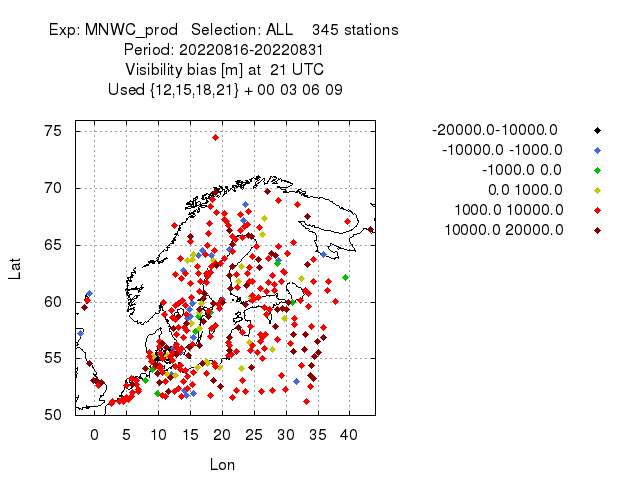 Exp: MNWC_prod Selection: ALL 345 stations
Period: 20220816-20220831
Visibility bias [m] at 21 UTC
Used {12,15,18,21} + 00 03 06 09
-20000.0-10000.0
-10000.0 -1000.0
-1000.0 0.0
0.0 1000.0
1000.0 10000.0
10000.0 20000.0
75
70
65
60
55
50
Lat
0 5 10 15 20 25 30 35 40
Lon